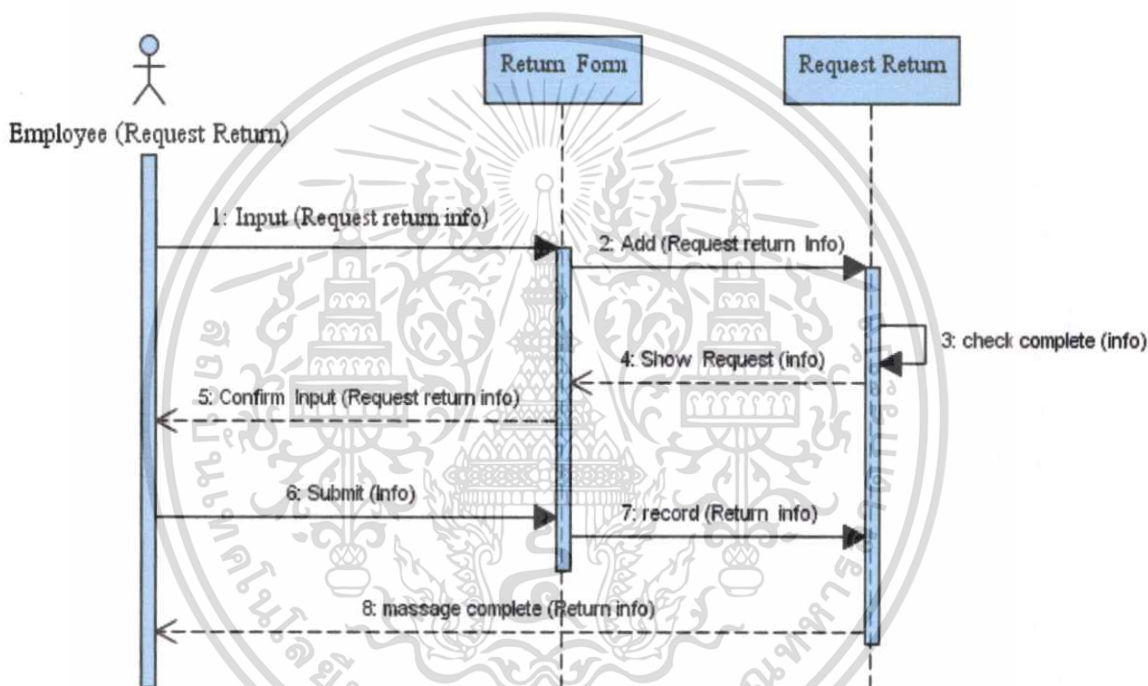 Return Form
Request Return
Employee (Request Return)
1: Input (Request return info)
2: Add (Request return Info)
3: check complete (info)
4: Show Request (info)
5: Confirm Input (Request return info)
6: Submit (Info)
7: record (Return info)
8: massage complete (Return info)